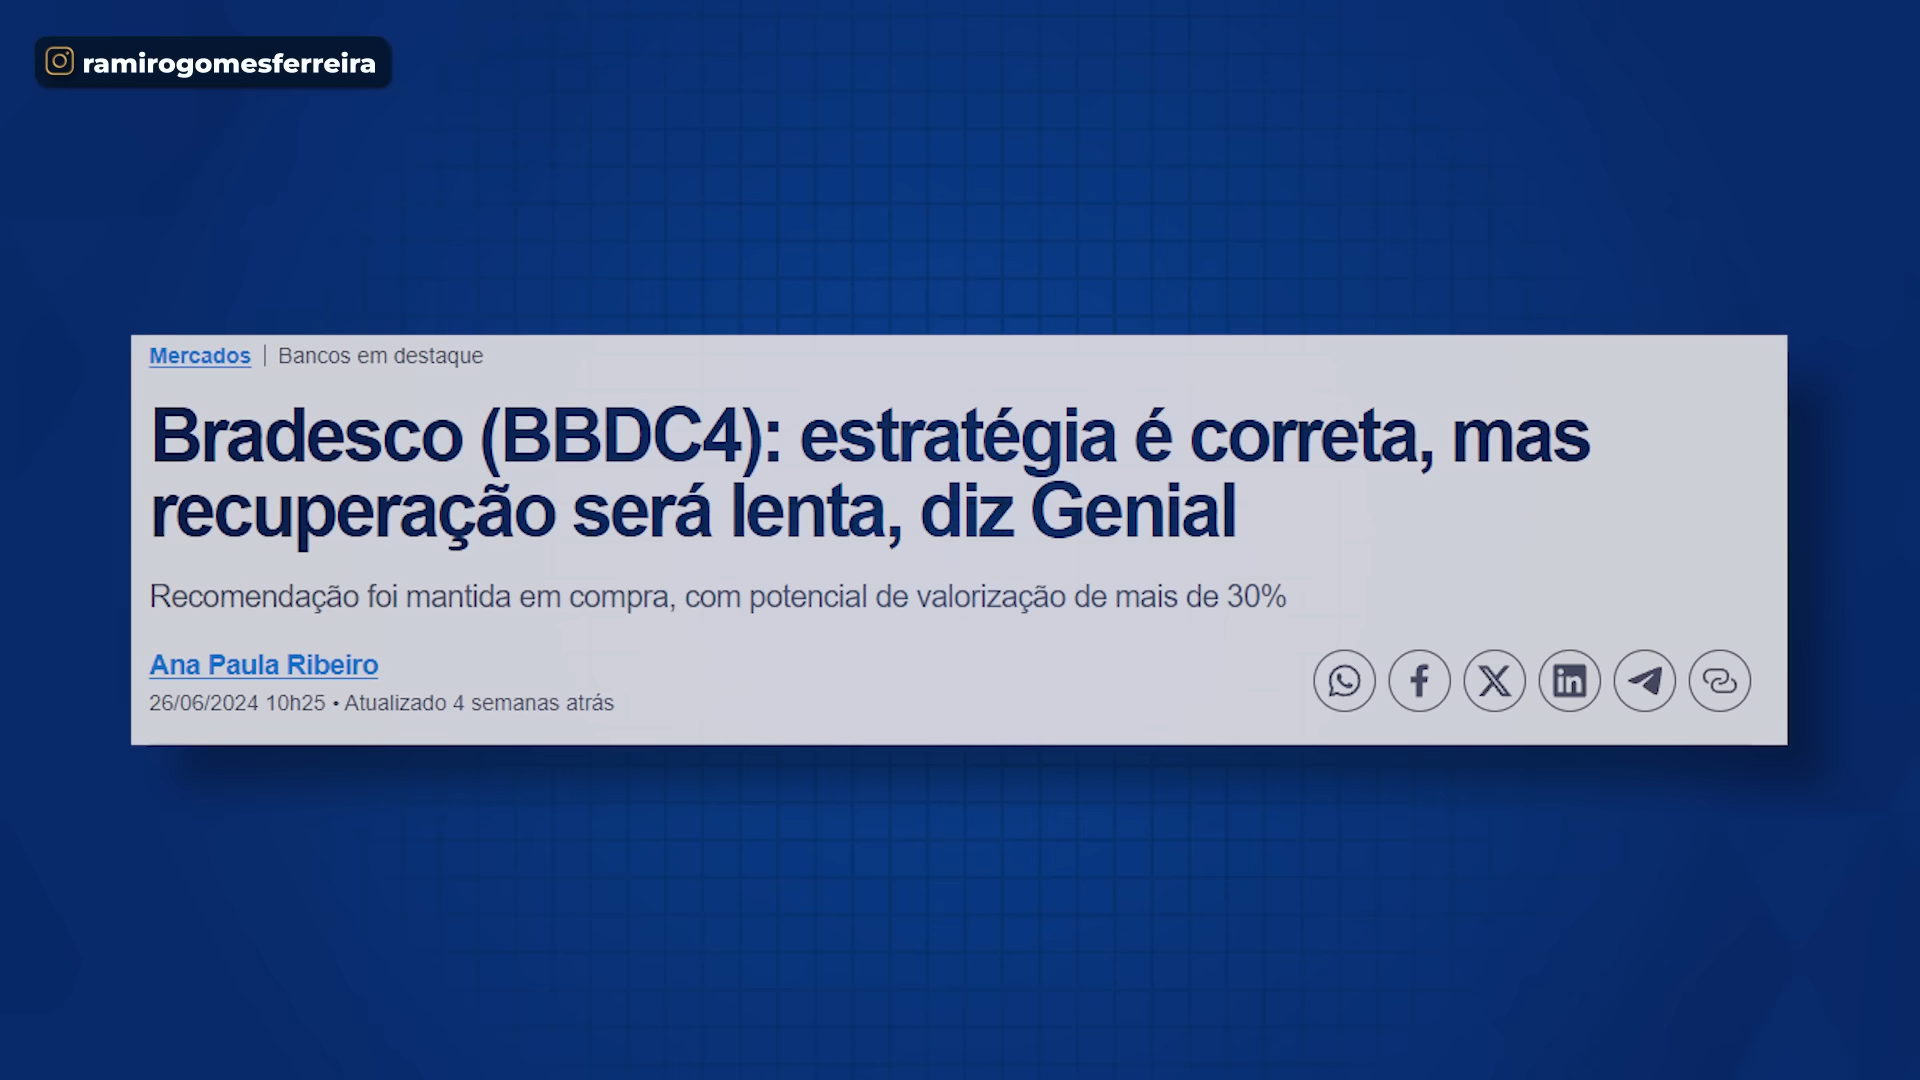 ramirogomesferreira
Mercados | Bancos em destaque
Bradesco (BBDC4): estratégia é correta, mas
recuperação será lenta, diz Genial
Recomendação foi mantida em compra, com potencial de valorização de mais de 30%
Ana Paula Ribeiro
26/06/2024 10h25 • Atualizado 4 semanas atrás